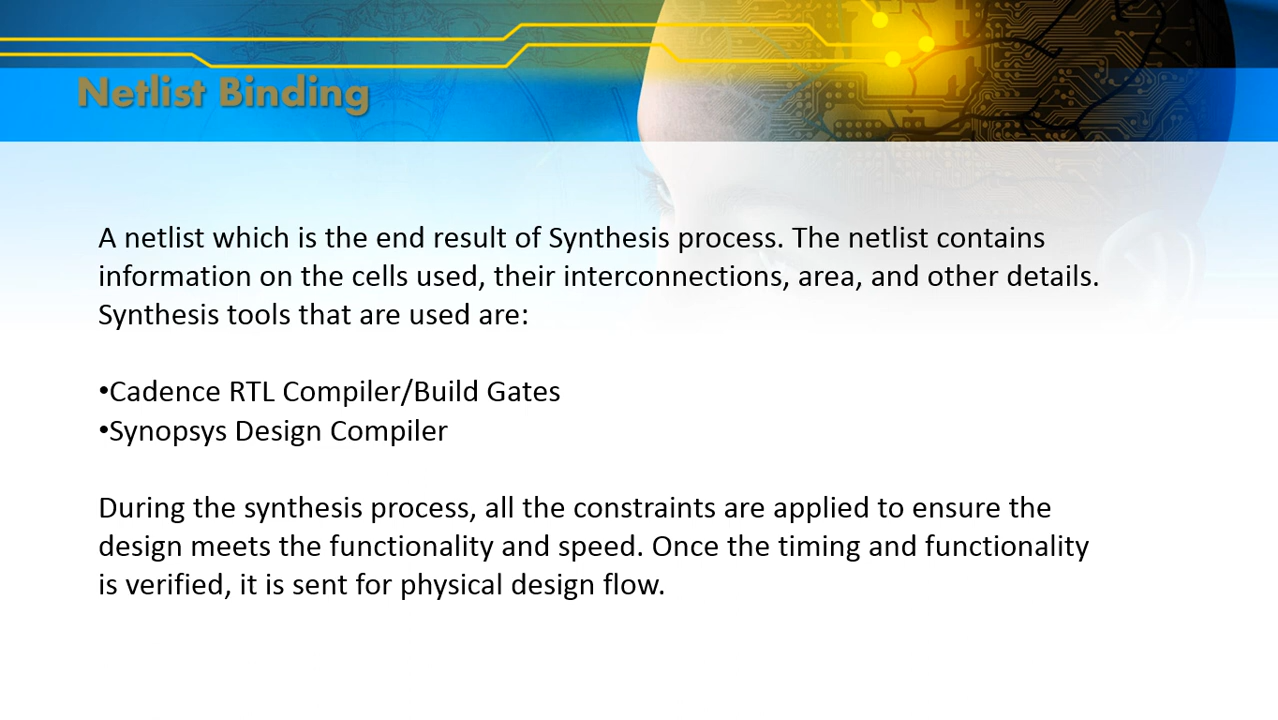 Netlist Binding
A netlist which is the end result of Synthesis process. The netlist contains
information on the cells used, their interconnections, area, and other details.
Synthesis tools that are used are:
•Cadence RTL Compiler/Build Gates
•Synopsys Design Compiler
During the synthesis process, all the constraints are applied to ensure the
design meets the functionality and speed. Once the timing and functionality
is verified, it is sent for physical design flow.